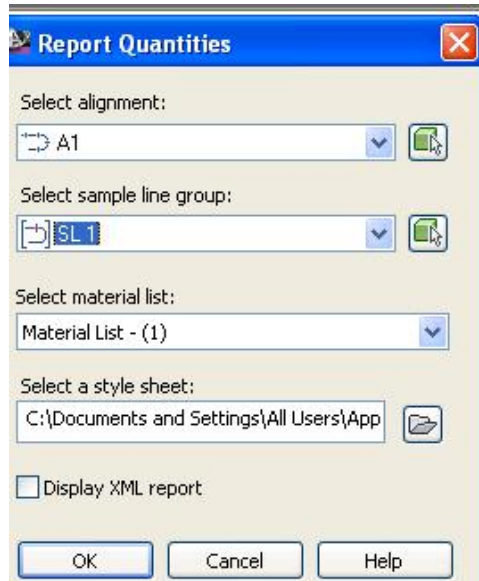 Report Quantities
Select alignment:
A1
Select sample line group:
SL 1
Select material list:
Material List - (1)
Select a style sheet:
C:\Documents and Settings\All Users\App
Display XML report
OK Cancel Help